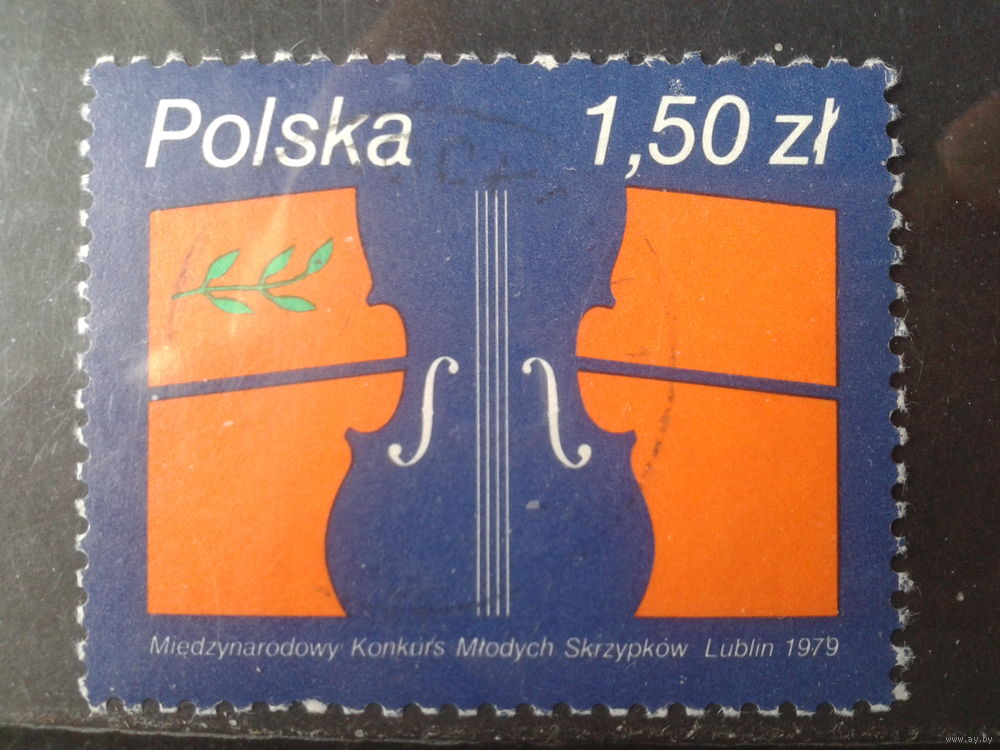 Polska 1,50 zł
Międzynarodowy Konkurs Młodych Skrzypków Lublin 1979
www.ay.by